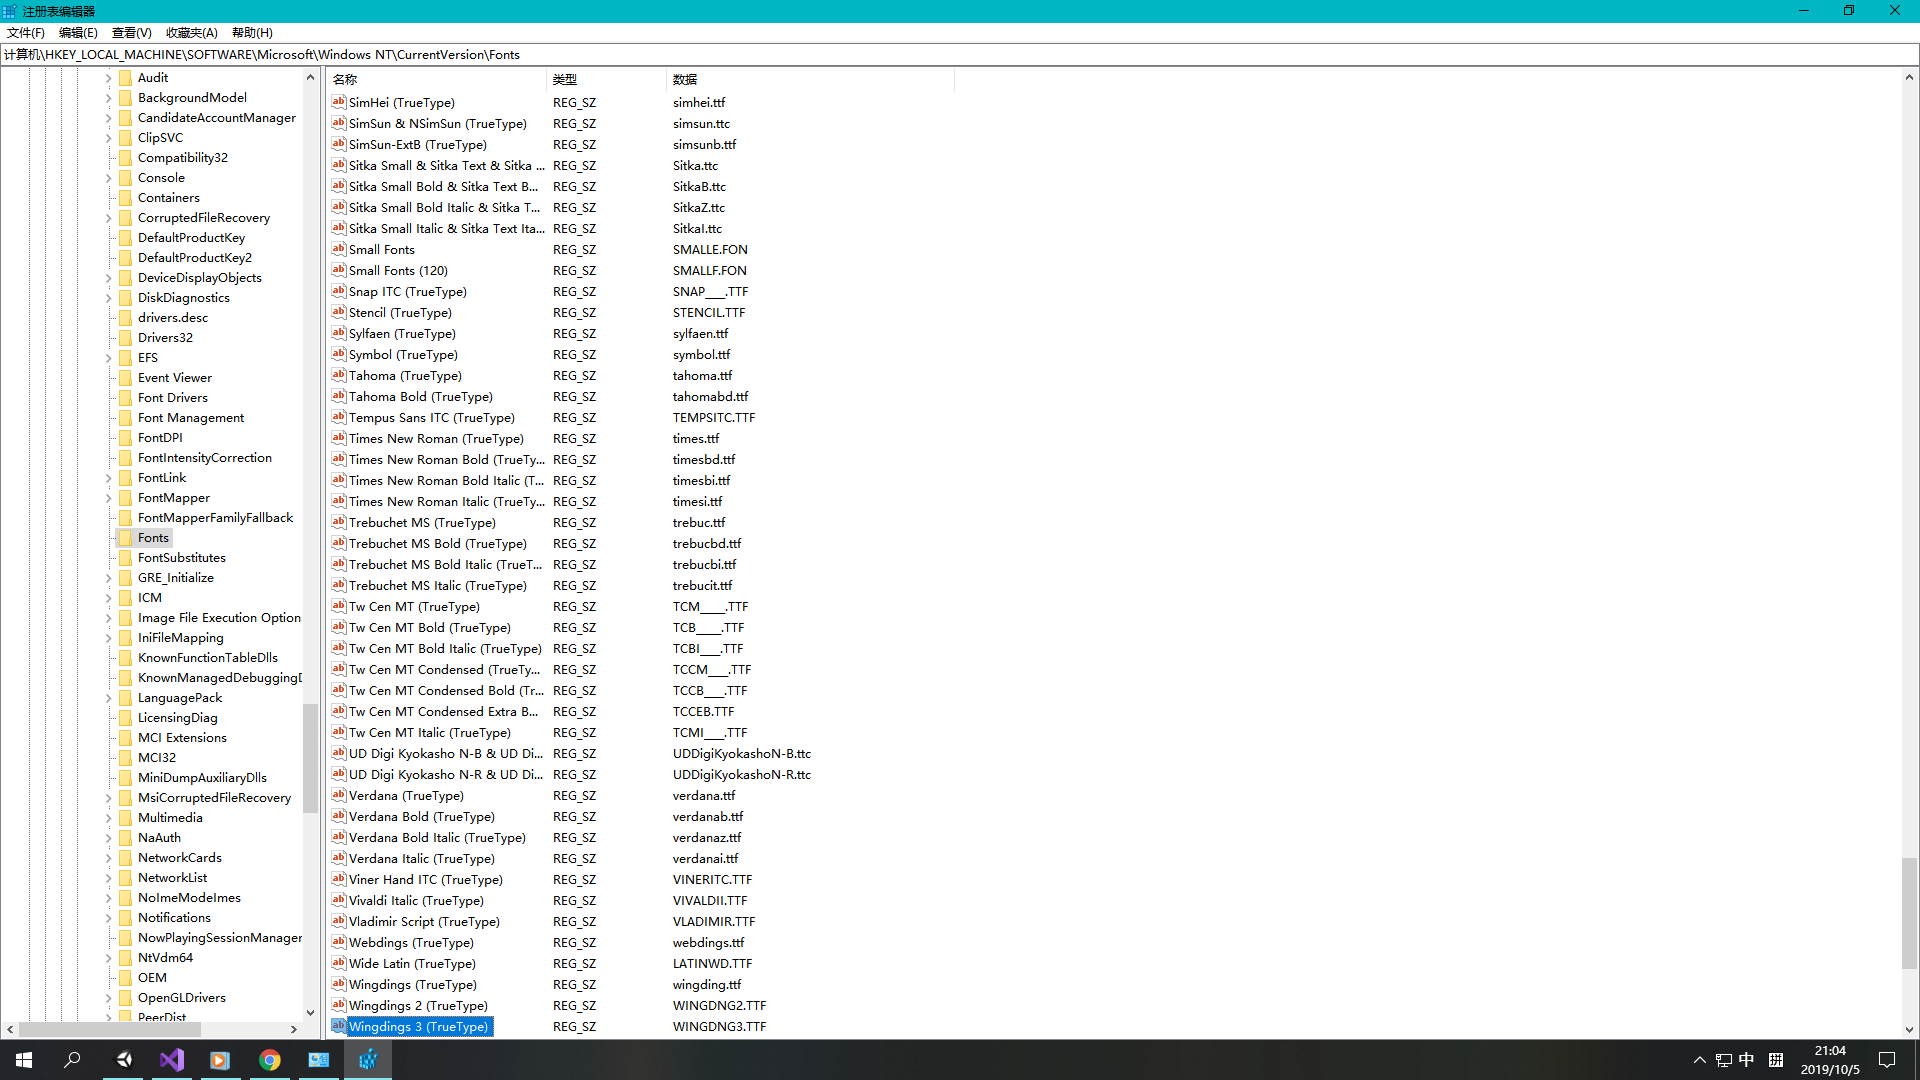 注册表编辑器
文件(F) 编辑(E) 查看(V) 收藏夹(A) 帮助(H)
计算机\HKEY_LOCAL_MACHINE\SOFTWARE\Microsoft\Windows NT\CurrentVersion\Fonts
Audit
BackgroundModel
CandidateAccountManager
ClipSVC
Compatibility32
Console
Containers
CorruptedFileRecovery
DefaultProductKey
DefaultProductKey2
DeviceDisplayObjects
DiskDiagnostics
drivers.desc
Drivers32
EFS
Event Viewer
Font Drivers
Font Management
FontDPI
FontIntensityCorrection
FontLink
FontMapper
FontMapperFamilyFallback
Fonts
FontSubstitutes
GRE_Initialize
ICM
Image File Execution Option
IniFileMapping
KnownFunctionTableDlls
KnownManagedDebuggingD
LanguagePack
LicensingDiag
MCI Extensions
MCI32
MiniDumpAuxiliaryDlls
MsiCorruptedFileRecovery
Multimedia
NaAuth
NetworkCards
NetworkList
NoImeModeImes
Notifications
NowPlayingSessionManager
NtVdm64
OEM
OpenGLDrivers
PeerDist
名称 类型 数据
SimHei (TrueType) REG_SZ simhei.ttf
SimSun & NSimSun (TrueType) REG_SZ simsun.ttc
SimSun-ExtB (TrueType) REG_SZ simsunb.ttf
Sitka Small & Sitka Text & Sitka ... REG_SZ Sitka.ttc
Sitka Small Bold & Sitka Text B... REG_SZ SitkaB.ttc
Sitka Small Bold Italic & Sitka T... REG_SZ SitkaZ.ttc
Sitka Small Italic & Sitka Text Ita... REG_SZ SitkaI.ttc
Small Fonts REG_SZ SMALLE.FON
Small Fonts (120) REG_SZ SMALLF.FON
Snap ITC (TrueType) REG_SZ SNAP____.TTF
Stencil (TrueType) REG_SZ STENCIL.TTF
Sylfaen (TrueType) REG_SZ sylfaen.ttf
Symbol (TrueType) REG_SZ symbol.ttf
Tahoma (TrueType) REG_SZ tahoma.ttf
Tahoma Bold (TrueType) REG_SZ tahomabd.ttf
Tempus Sans ITC (TrueType) REG_SZ TEMPSITC.TTF
Times New Roman (TrueType) REG_SZ times.ttf
Times New Roman Bold (TrueTy... REG_SZ timesbd.ttf
Times New Roman Bold Italic (T... REG_SZ timesbi.ttf
Times New Roman Italic (TrueTy... REG_SZ timesi.ttf
Trebuchet MS (TrueType) REG_SZ trebuc.ttf
Trebuchet MS Bold (TrueType) REG_SZ trebucbd.ttf
Trebuchet MS Bold Italic (TrueT... REG_SZ trebucbi.ttf
Trebuchet MS Italic (TrueType) REG_SZ trebucit.ttf
Tw Cen MT (TrueType) REG_SZ TCM_____.TTF
Tw Cen MT Bold (TrueType) REG_SZ TCB_____.TTF
Tw Cen MT Bold Italic (TrueType) REG_SZ TCBI____.TTF
Tw Cen MT Condensed (TrueTy... REG_SZ TCCM____.TTF
Tw Cen MT Condensed Bold (Tr... REG_SZ TCCB____.TTF
Tw Cen MT Condensed Extra B... REG_SZ TCCEB.TTF
Tw Cen MT Italic (TrueType) REG_SZ TCMI____.TTF
UD Digi Kyokasho N-B & UD Di... REG_SZ UDDigiKyokashoN-B.ttc
UD Digi Kyokasho N-R & UD Di... REG_SZ UDDigiKyokashoN-R.ttc
Verdana (TrueType) REG_SZ verdana.ttf
Verdana Bold (TrueType) REG_SZ verdanab.ttf
Verdana Bold Italic (TrueType) REG_SZ verdanaz.ttf
Verdana Italic (TrueType) REG_SZ verdanai.ttf
Viner Hand ITC (TrueType) REG_SZ VINERITC.TTF
Vivaldi Italic (TrueType) REG_SZ VIVALDII.TTF
Vladimir Script (TrueType) REG_SZ VLADIMIR.TTF
Webdings (TrueType) REG_SZ webdings.ttf
Wide Latin (TrueType) REG_SZ LATINWD.TTF
Wingdings (TrueType) REG_SZ wingding.ttf
Wingdings 2 (TrueType) REG_SZ WINGDNG2.TTF
Wingdings 3 (TrueType) REG_SZ WINGDNG3.TTF
中 拼 21:04
2019/10/5